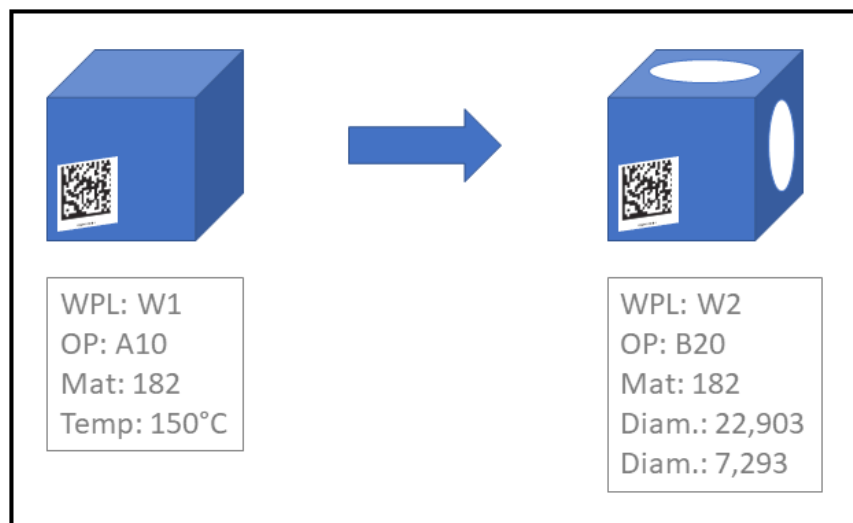 WPL: W1
OP: A10
Mat: 182
Temp: 150°C
WPL: W2
OP: B20
Mat: 182
Diam.: 22,903
Diam.: 7,293